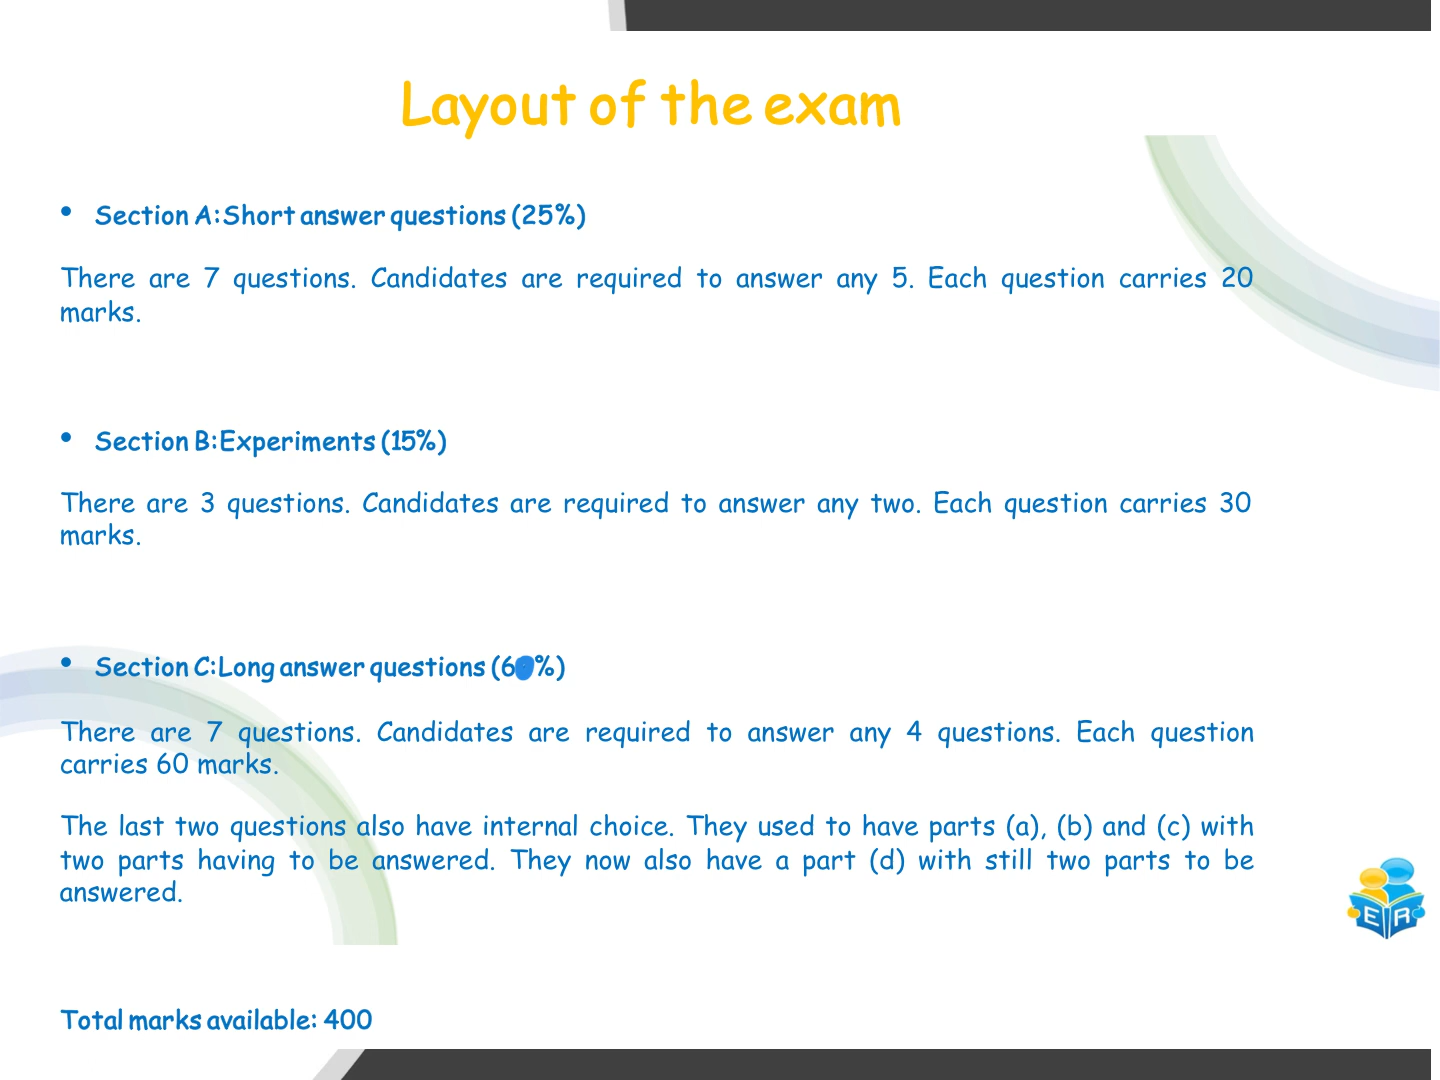 Layout of the exam
• Section A:Short answer questions (25%)
There are 7 questions. Candidates are required to answer any 5. Each question carries 20
marks.
• Section B:Experiments (15%)
There are 3 questions. Candidates are required to answer any two. Each question carries 30
marks.
• Section C:Long answer questions (6%)
There are 7 questions. Candidates are required to answer any 4 questions. Each question
carries 60 marks.
The last two questions also have internal choice. They used to have parts (a), (b) and (c) with
two parts having to be answered. They now also have a part (d) with still two parts to be
answered.
E R
Total marks available: 400